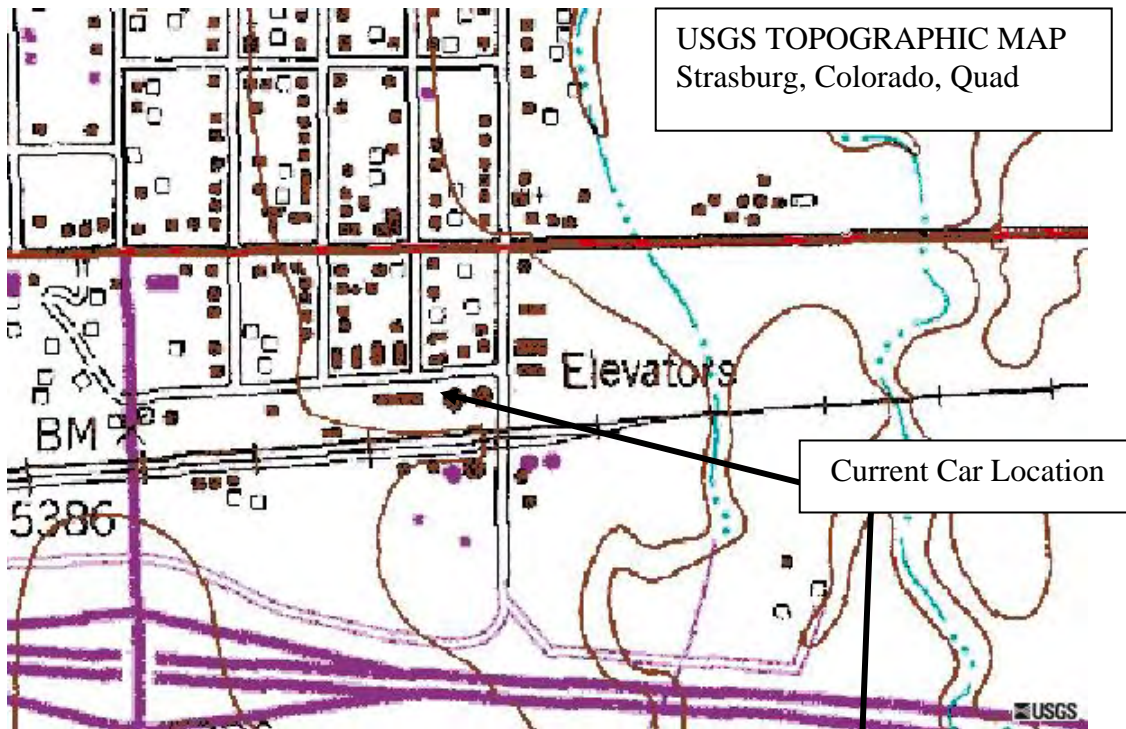 USGS TOPOGRAPHIC MAP
Strasburg, Colorado, Quad
Elevators
BM
Current Car Location
5386
USGS